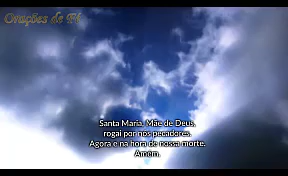 Orações de Fé
Santa Maria, Mãe de Deus,
rogai por nós pecadores.
Agora e na hora de nossa morte.
Amém.